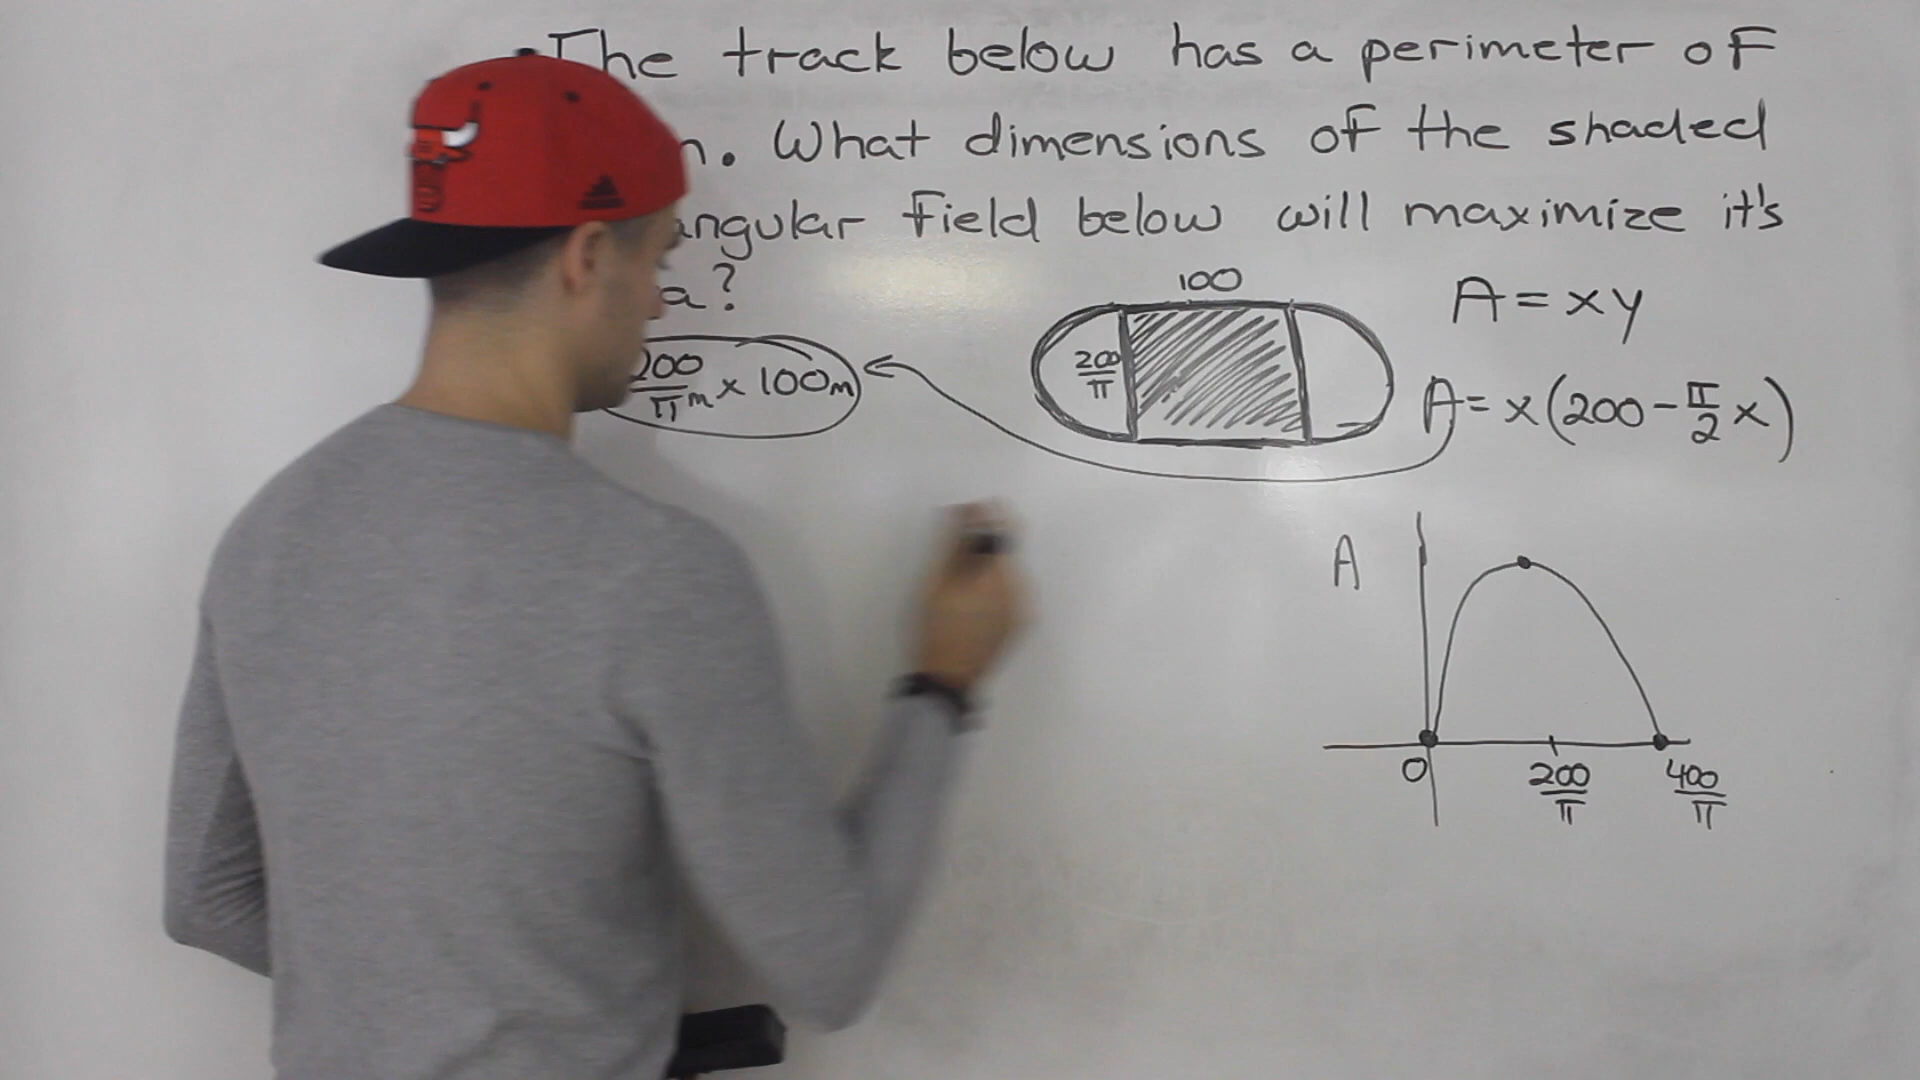 The track below has a perimeter of
. What dimensions of the shaded
angular field below will maximize it's
a?
100
A = xy
200/π m x 100m
200/π
A = x(200 - π/2 x)
A
0
200/π
400/π